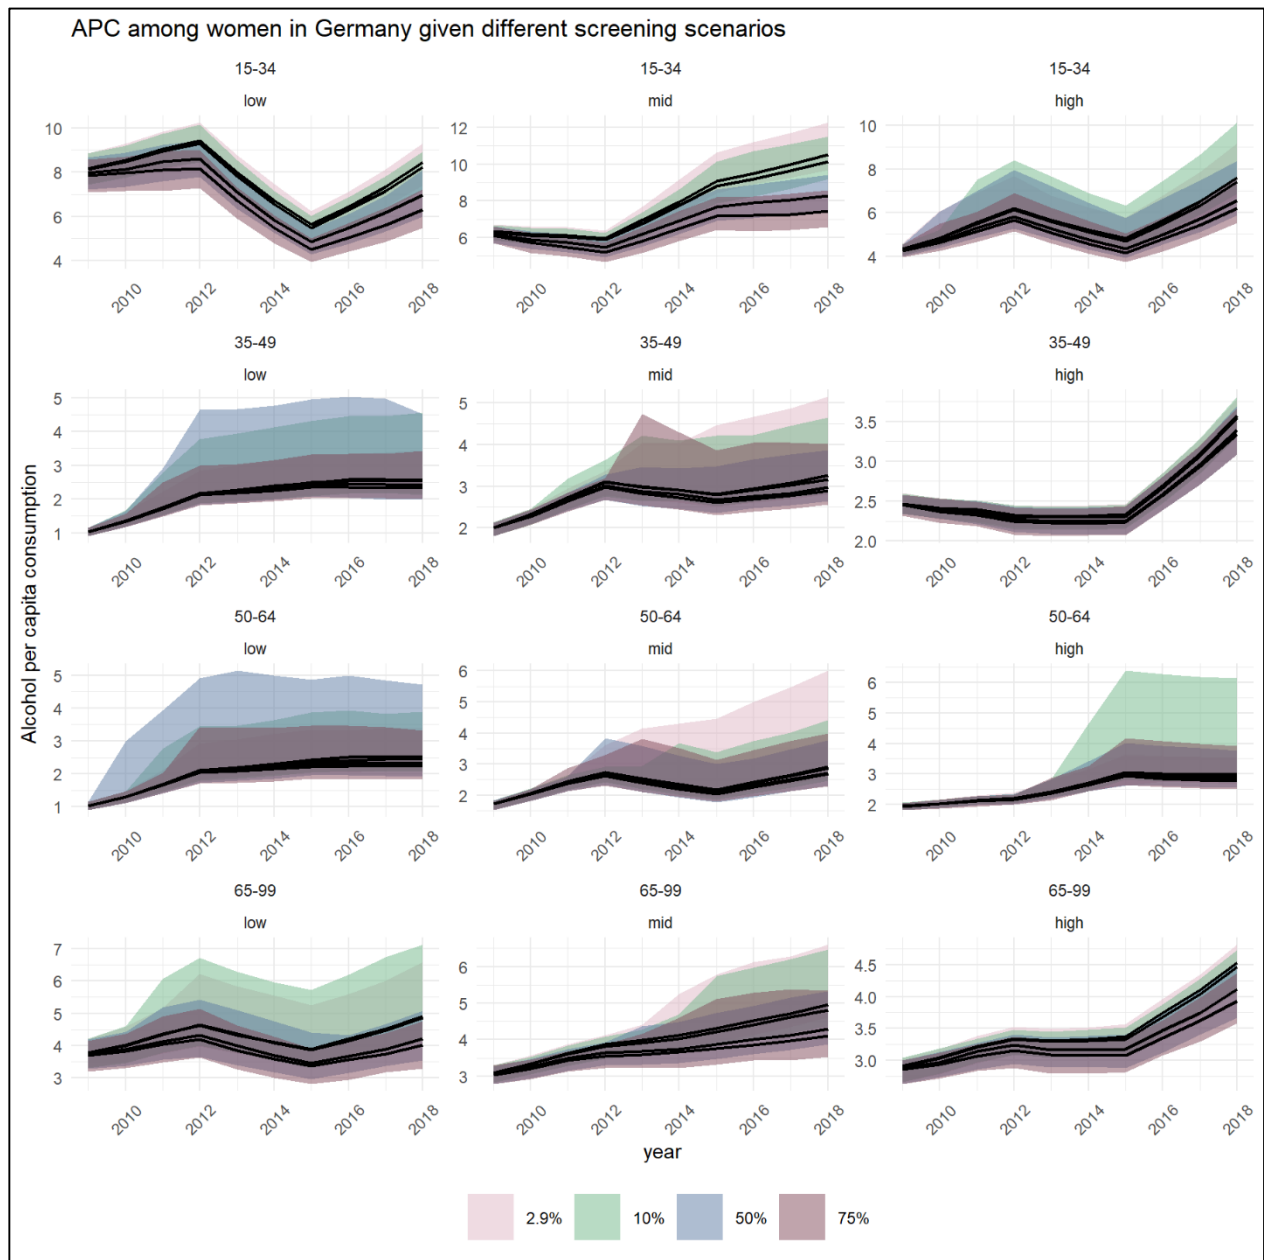 APC among women in Germany given different screening scenarios
15-34 15-34 15-34
low mid high
10 12 10
8 10 8
6 8 6
4 6 4
2010 2012 2014 2016 2018 2010 2012 2014 2016 2018 2010 2012 2014 2016 2018
35-49 35-49 35-49
low mid high
5 5 3.5
4 4 3.0
3 3 2.5
2 2 2.0
1
2010 2012 2014 2016 2018 2010 2012 2014 2016 2018 2010 2012 2014 2016 2018
Alcohol per capita consumption
50-64 50-64 50-64
low mid high
5 6 6
4 5 5
3 4 4
2 3 3
1 2 2
2010 2012 2014 2016 2018 2010 2012 2014 2016 2018 2010 2012 2014 2016 2018
65-99 65-99 65-99
low mid high
7 6 4.5
6 5 4.0
5 4 3.5
4 3 3.0
3
2010 2012 2014 2016 2018 2010 2012 2014 2016 2018 2010 2012 2014 2016 2018
year
2.9% 10% 50% 75%